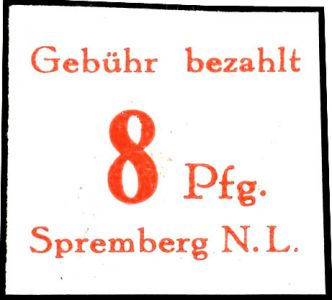 Gebühr bezahlt
8 Pfg.
Spremberg N. L.